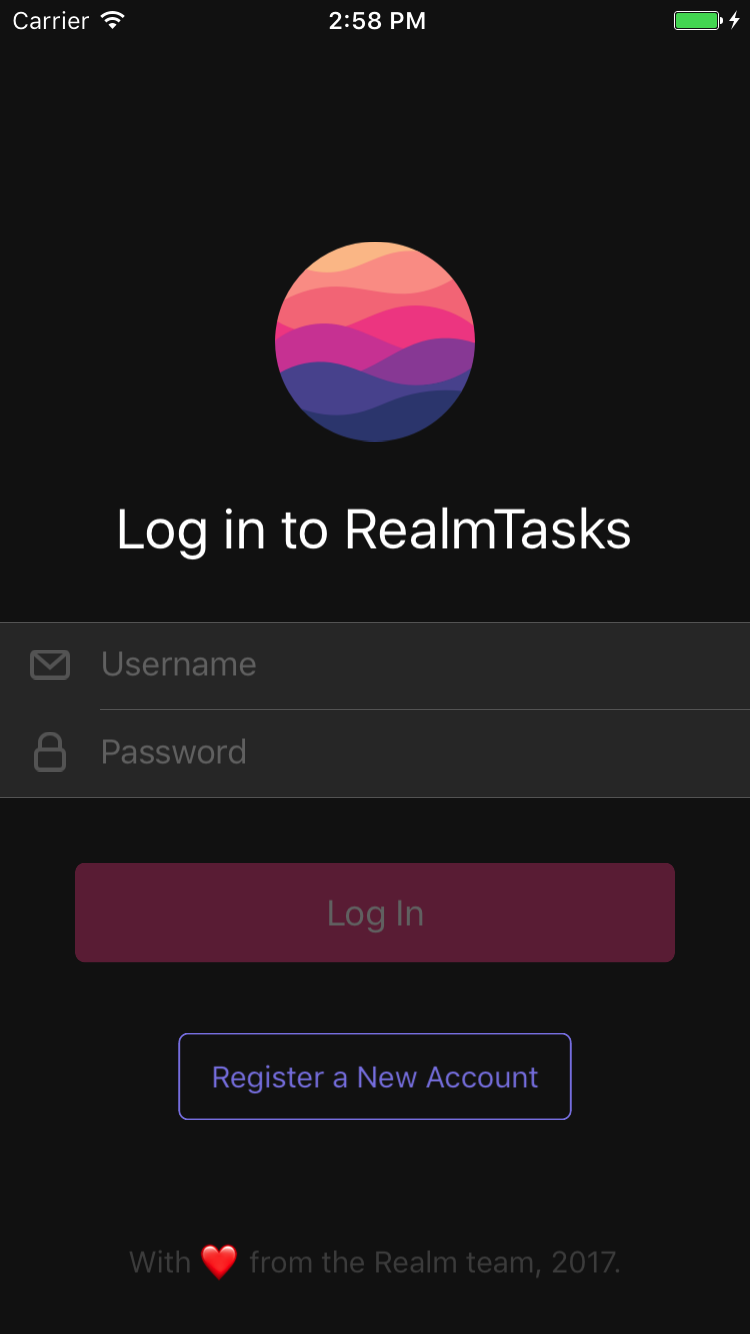 Carrier 2:58 PM
Log in to RealmTasks
Username
Password
Log In
Register a New Account
With ❤️ from the Realm team, 2017.